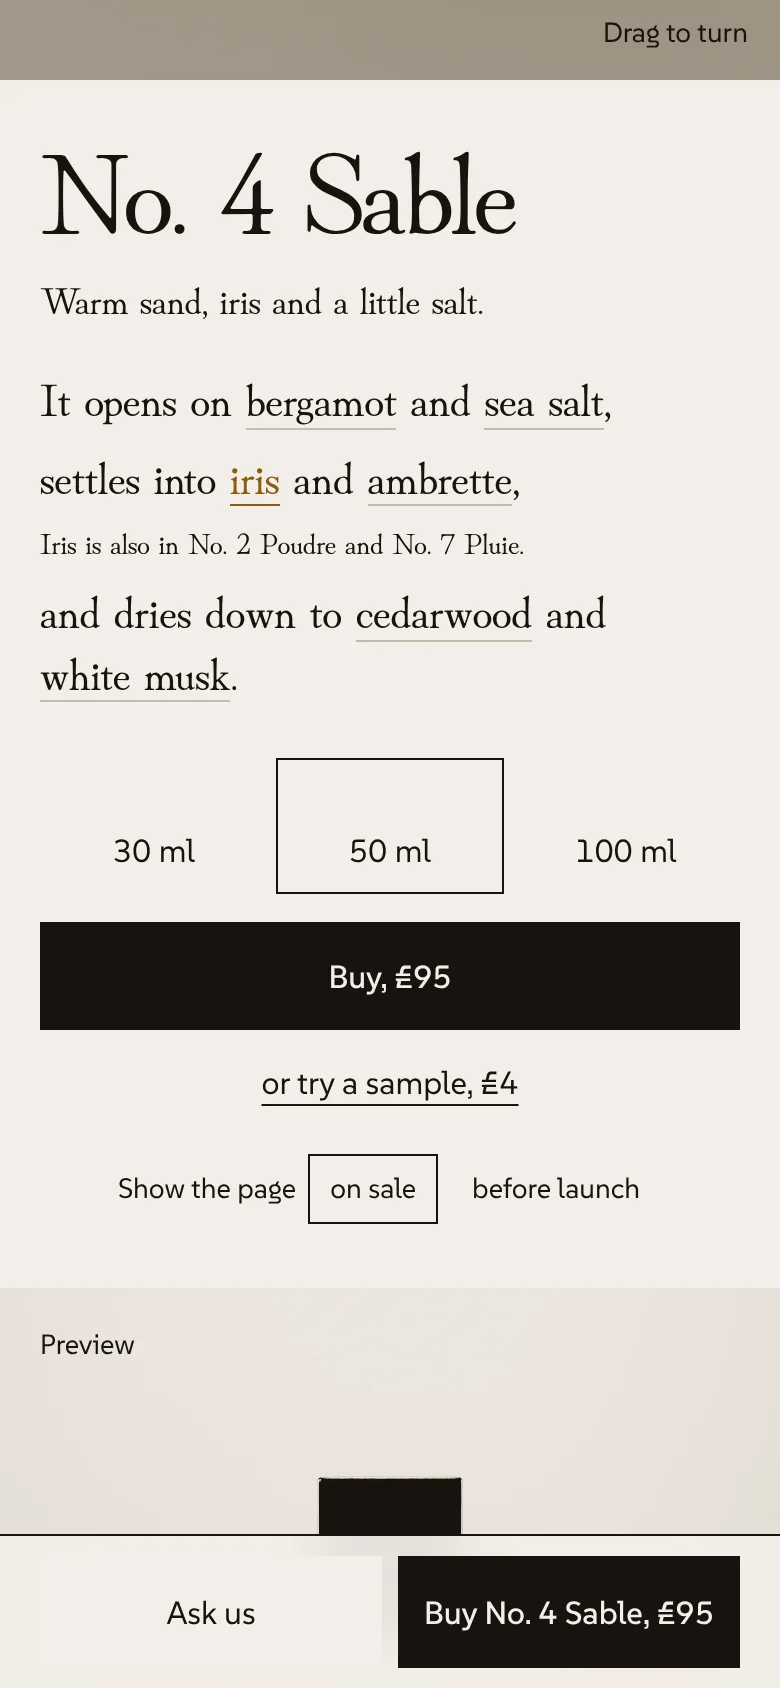 Drag to turn
No. 4 Sable
Warm sand, iris and a little salt.
It opens on bergamot and sea salt,
settles into iris and ambrette,
Iris is also in No. 2 Poudre and No. 7 Pluie.
and dries down to cedarwood and
white musk.
30 ml
50 ml
100 ml
Buy, £95
or try a sample, £4
Show the page on sale before launch
Preview
Ask us
Buy No. 4 Sable, £95